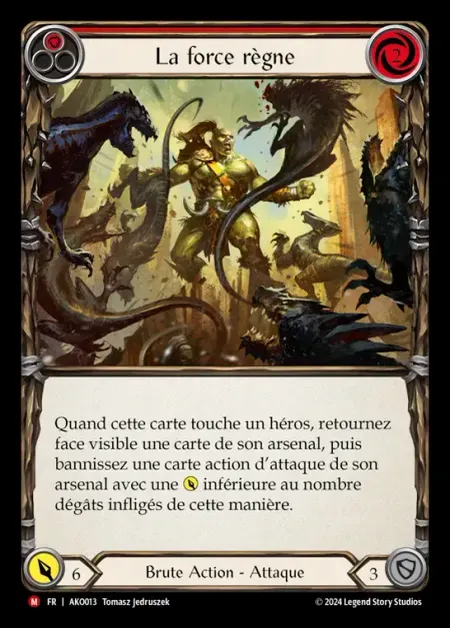 La force règne
2
Quand cette carte touche un héros, retournez
face visible une carte de son arsenal, puis
bannissez une carte action d'attaque de son
arsenal avec une inférieure au nombre
dégâts infligés de cette manière.
6
Brute Action - Attaque
3
M FR | AKO013 Tomasz Jedruszek
© 2024 Legend Story Studios